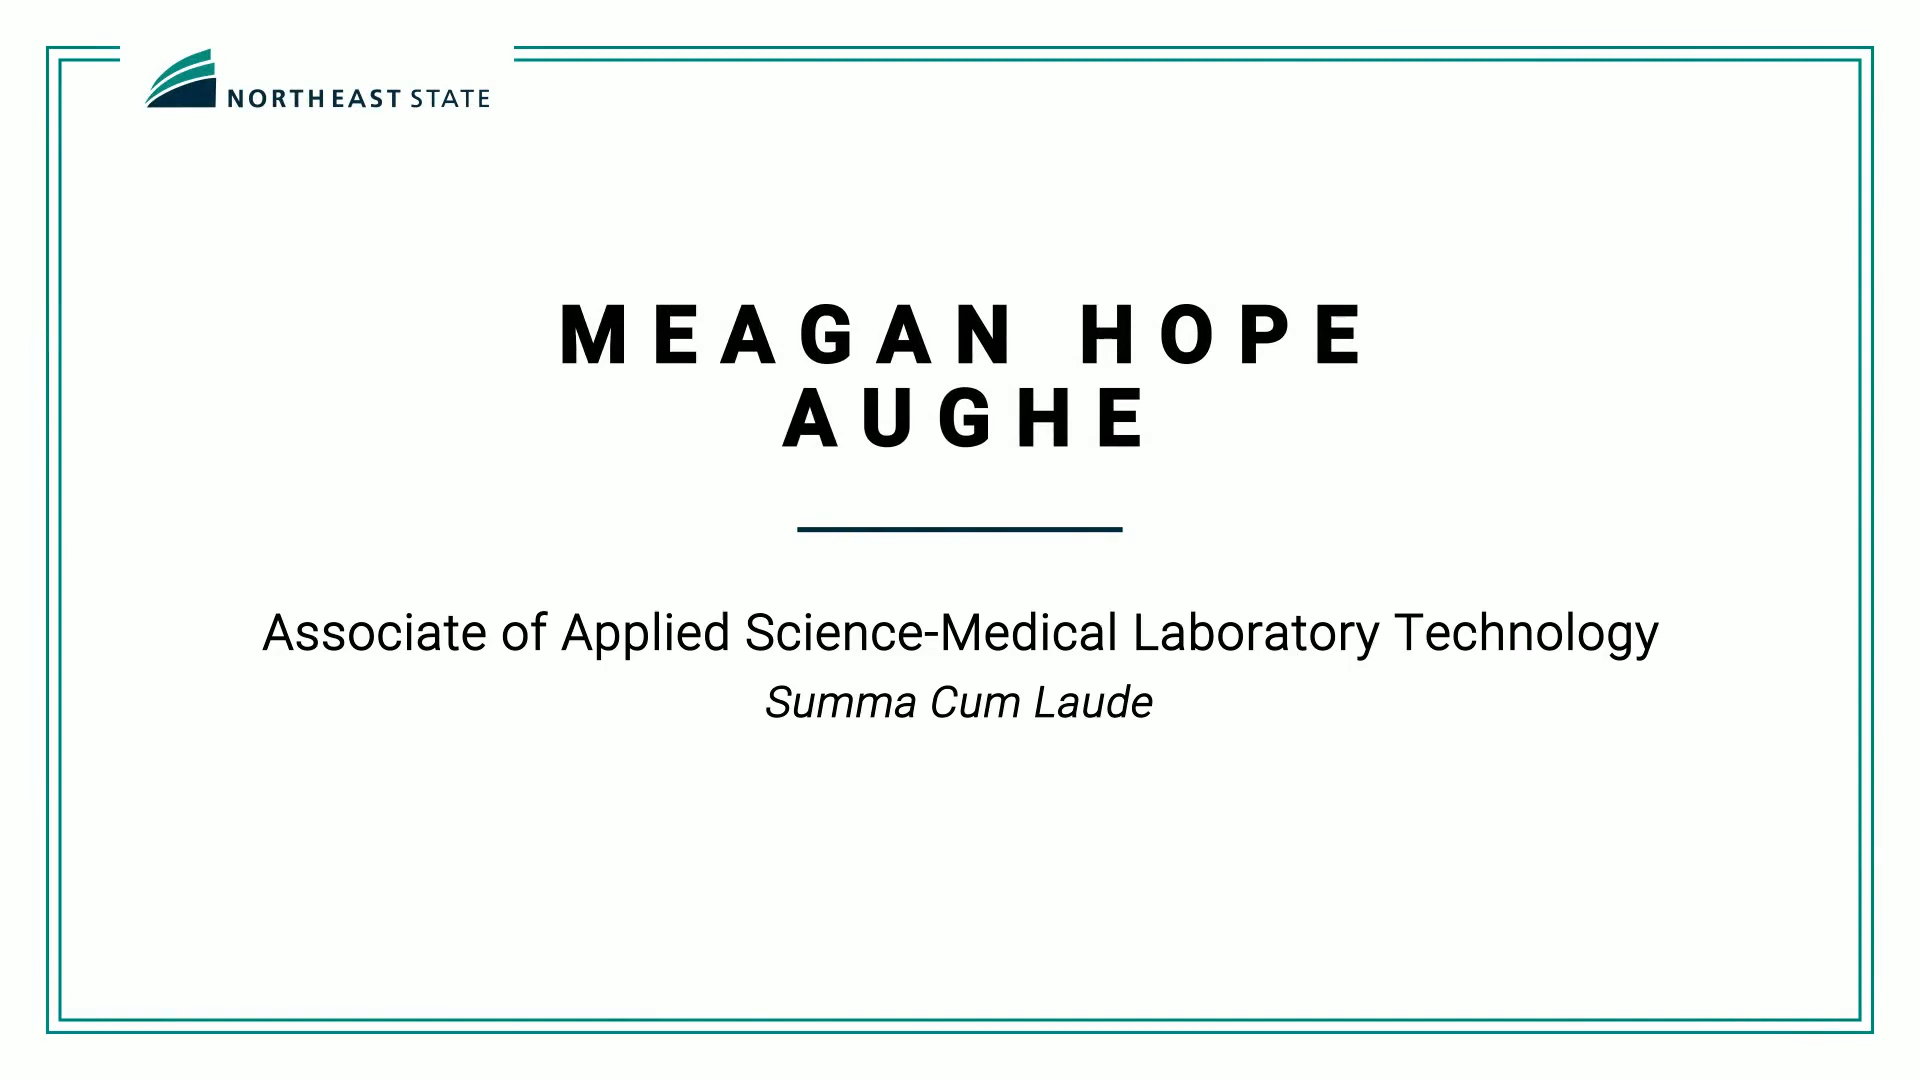 NORTHEAST STATE
MEAGAN HOPE
AUGHE
Associate of Applied Science-Medical Laboratory Technology
Summa Cum Laude